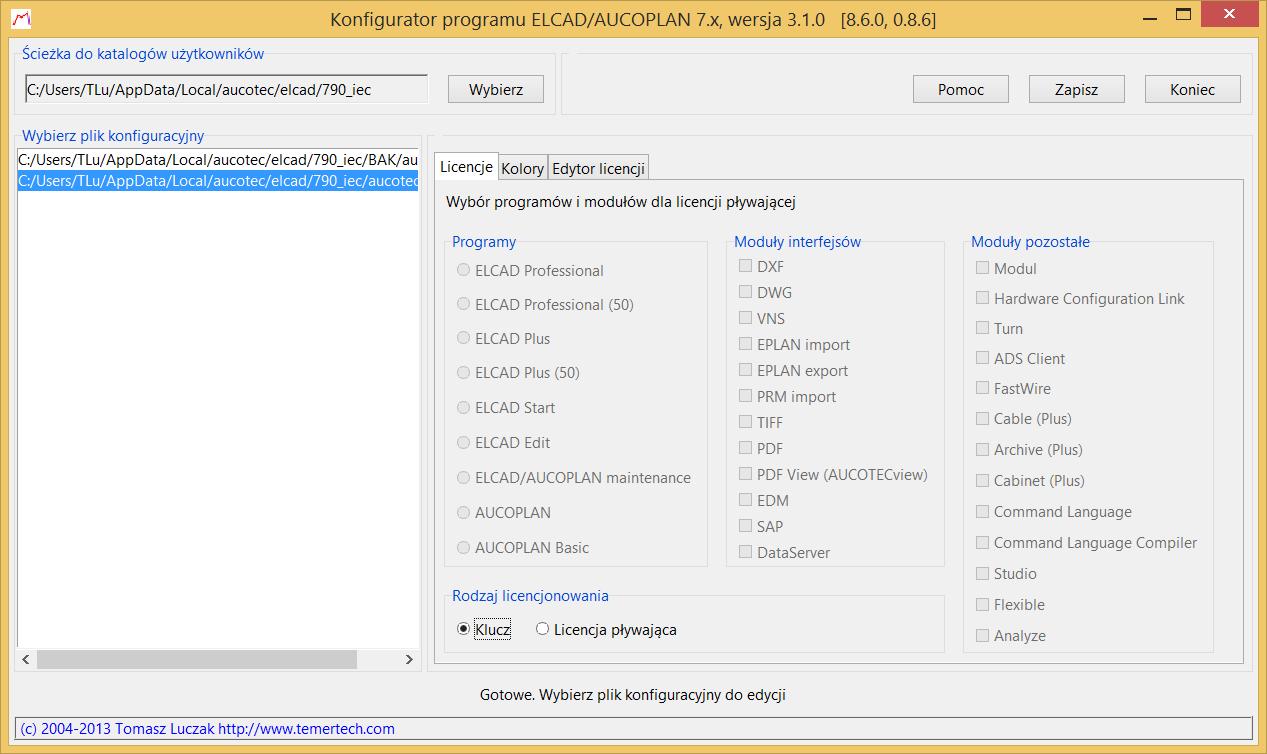 Konfigurator programu ELCAD/AUCOPLAN 7.x, wersja 3.1.0 [8.6.0, 0.8.6]
Ścieżka do katalogów użytkowników
C:/Users/TLu/AppData/Local/aucotec/elcad/790_iec
Wybierz
Pomoc
Zapisz
Koniec
Wybierz plik konfiguracyjny
C:/Users/TLu/AppData/Local/aucotec/elcad/790_iec/BAK/au
C:/Users/TLu/AppData/Local/aucotec/elcad/790_iec/aucotec
Licencje
Kolory
Edytor licencji
Wybór programów i modułów dla licencji pływającej
Programy
ELCAD Professional
ELCAD Professional (50)
ELCAD Plus
ELCAD Plus (50)
ELCAD Start
ELCAD Edit
ELCAD/AUCOPLAN maintenance
AUCOPLAN
AUCOPLAN Basic
Moduły interfejsów
DXF
DWG
VNS
EPLAN import
EPLAN export
PRM import
TIFF
PDF
PDF View (AUCOTECview)
EDM
SAP
DataServer
Moduły pozostałe
Modul
Hardware Configuration Link
Turn
ADS Client
FastWire
Cable (Plus)
Archive (Plus)
Cabinet (Plus)
Command Language
Command Language Compiler
Studio
Flexible
Analyze
Rodzaj licencjonowania
Klucz
Licencja pływająca
Gotowe. Wybierz plik konfiguracyjny do edycji
(c) 2004-2013 Tomasz Luczak http://www.temertech.com